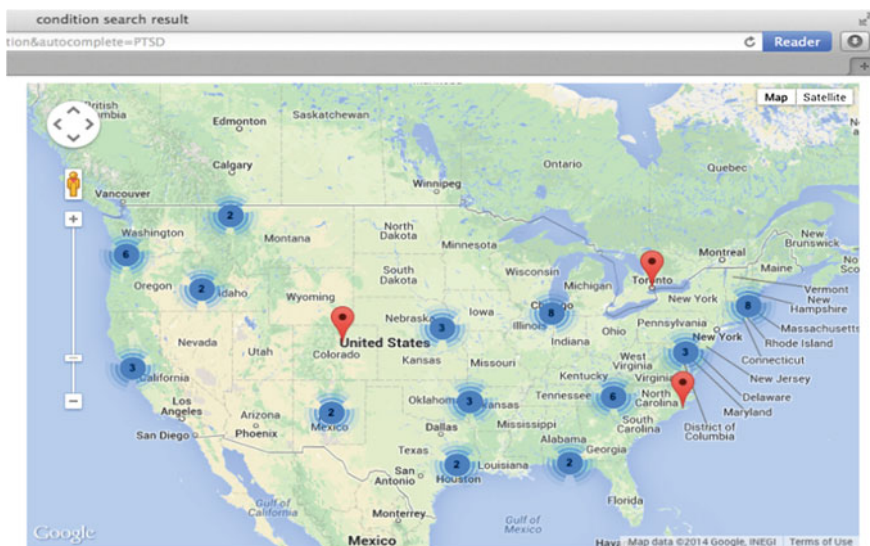 condition search result
tion&autocomplete=PTSD
Reader
Map
Satellite
British
Edmonton
Saskatchewan
Calgary
Ontario
Quebec
Vancouver
Winnipeg
2
Washington
Montana
North
Dakota
Minnesota
Montreal
New
Brunswick
6
Oregon
2
Idaho
South
Dakota
Wisconsin
Michigan
Toronto
Maine
Wyoming
New York
Vermont
New
Hampshire
Nebraska
3
Iowa
8
Illinois
8
Massachusetts
Nevada
Utah
Colorado
United States
Kansas
Indiana
Ohio
Pennsylvania
New York
Rhode Island
Connecticut
3
California
Missouri
West
Virginia
3
New Jersey
Kentucky
Virginia
Delaware
Maryland
Los
Angeles
Arizona
2
Mexico
3
Tennessee
6
North
Carolina
San Diego
Phoenix
Dallas
Mississippi
South
Carolina
District of
Columbia
Alabama
Georgia
Texas
San
Antonio
2
Houston
Louisiana
2
Gulf of
California
Florida
Monterrey
Gulf of
Mexico
Mexico
Google
Map data ©2014 Google, INEGI
Terms of Use